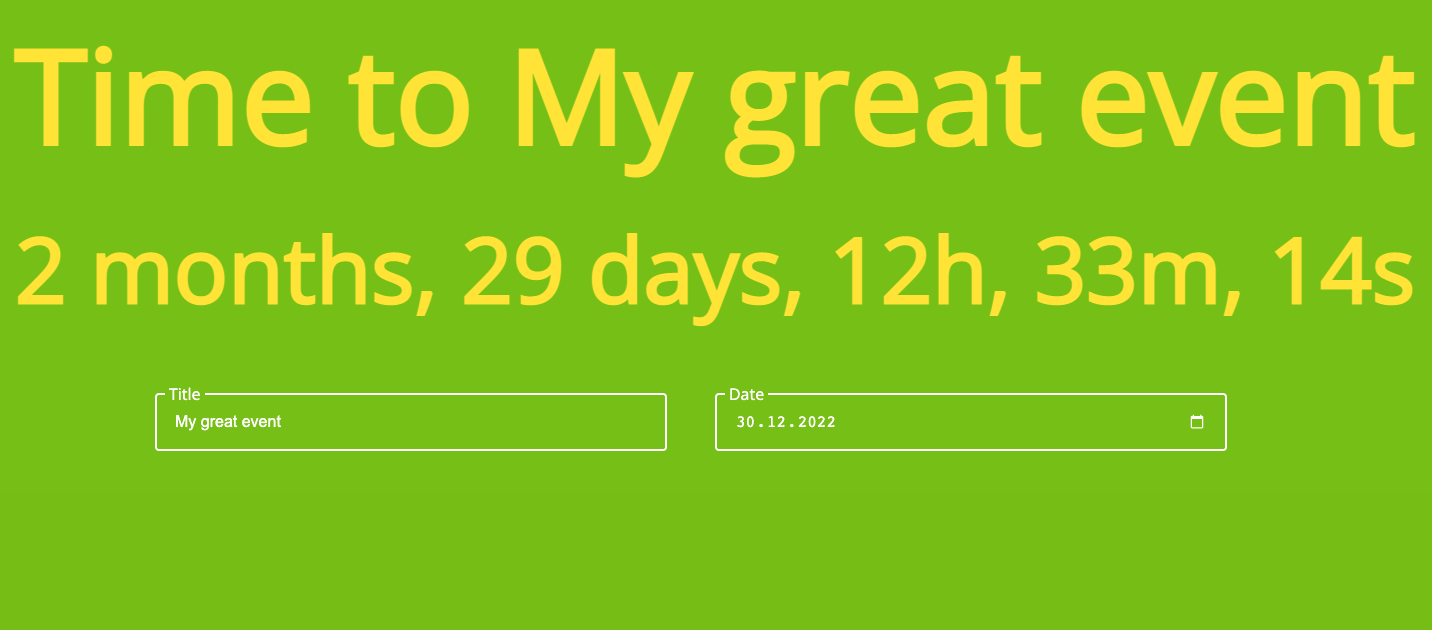 Time to My great event
2 months, 29 days, 12h, 33m, 14s
Title
My great event
Date
30.12.2022